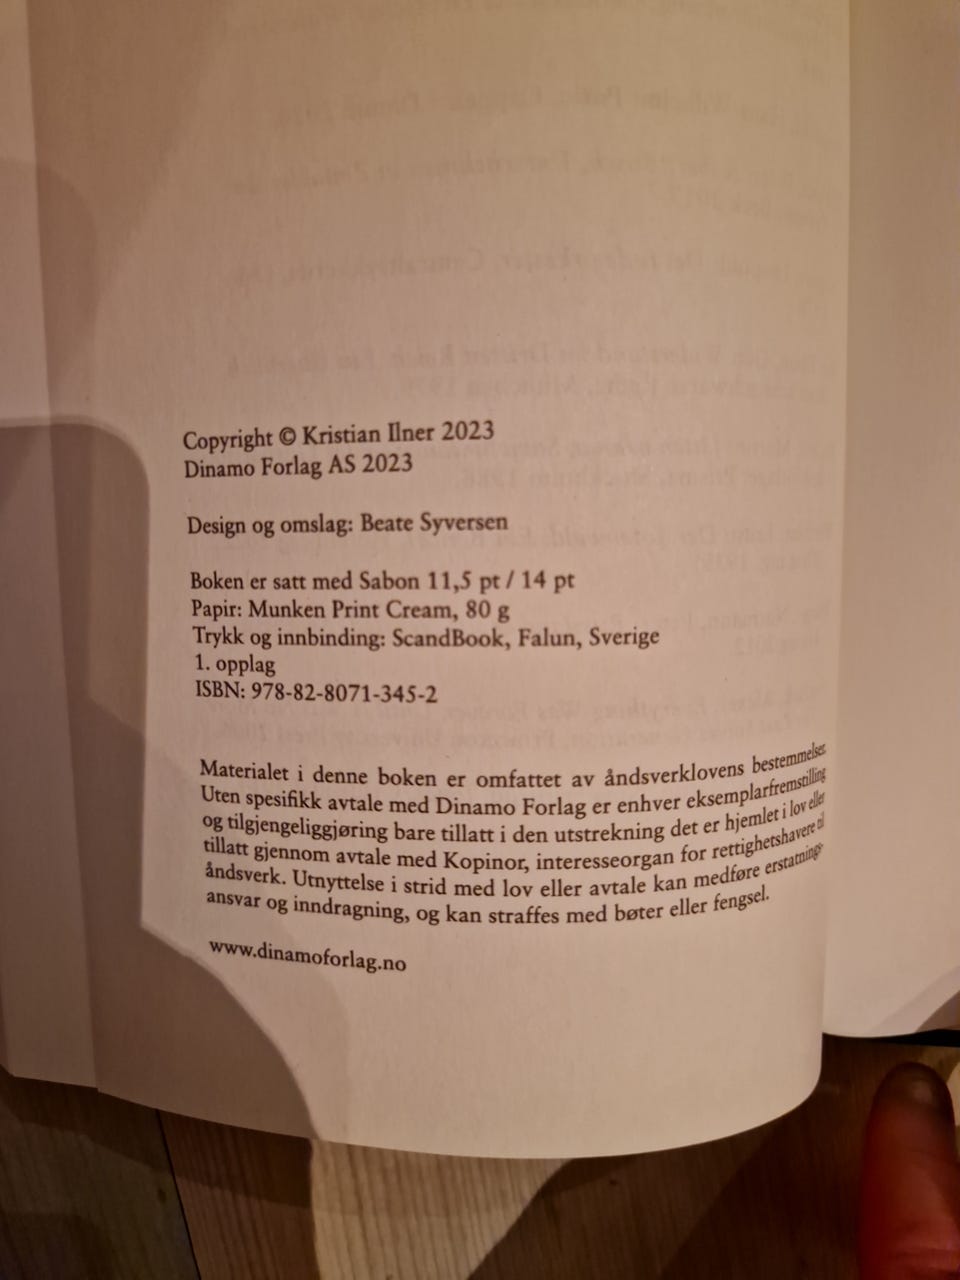 Copyright © Kristian Ilner 2023
Dinamo Forlag AS 2023
Design og omslag: Beate Syversen
Boken er satt med Sabon 11,5 pt / 14 pt
Papir: Munken Print Cream, 80 g
Trykk og innbinding: ScandBook, Falun, Sverige
1. opplag
ISBN: 978-82-8071-345-2
Materialet i denne boken er omfattet av åndsverklovens bestemmelser.
Uten spesifikk avtale med Dinamo Forlag er enhver eksemplarfremstilling
og tilgjengeliggjøring bare tillatt i den utstrekning det er hjemlet i lov eller
tillatt gjennom avtale med Kopinor, interesseorgan for rettighetshavere til
åndsverk. Utnyttelse i strid med lov eller avtale kan medføre erstatnings-
ansvar og inndragning, og kan straffes med bøter eller fengsel.
www.dinamoforlag.no